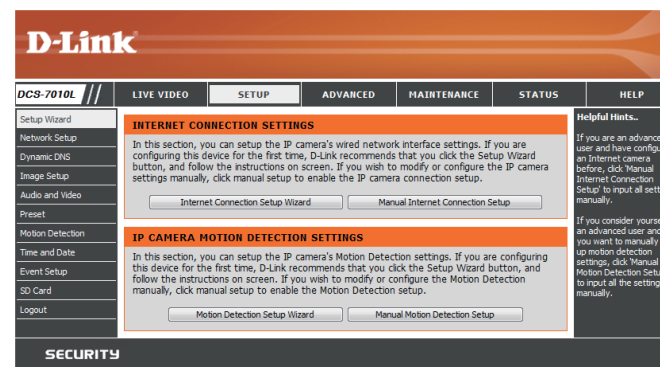 D-Link
DCS-7010L
LIVE VIDEO
SETUP
ADVANCED
MAINTENANCE
STATUS
HELP
Setup Wizard
Network Setup
Dynamic DNS
Image Setup
Audio and Video
Preset
Motion Detection
Time and Date
Event Setup
SD Card
Logout
INTERNET CONNECTION SETTINGS
In this section, you can setup the IP camera's wired network interface settings. If you are
configuring this device for the first time, D-Link recommends that you click the Setup Wizard
button, and follow the instructions on screen. If you wish to modify or configure the IP camera
settings manually, click manual setup to enable the IP camera connection setup.
Internet Connection Setup Wizard
Manual Internet Connection Setup
IP CAMERA MOTION DETECTION SETTINGS
In this section, you can setup the IP camera's Motion Detection settings. If you are configuring
this device for the first time, D-Link recommends that you click the Setup Wizard button, and
follow the instructions on screen. If you wish to modify or configure the Motion Detection
manually, click manual setup to enable the Motion Detection setup.
Motion Detection Setup Wizard
Manual Motion Detection Setup
Helpful Hints..
If you are an advance
user and have configu
an Internet camera
before, click 'Manual
Internet Connection
Setup' to input all sett
manually.
If you consider yourse
an advanced user and
you want to manually
up motion detection
settings, click 'Manual
Motion Detection Setu
to input all the setting
manually.
SECURITY